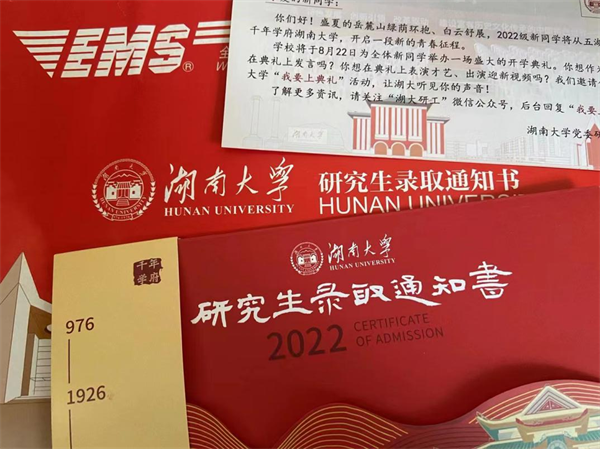 EMS
®
你们好！盛夏的岳麓山绿荫环抱、白云舒展，2022级新同学将从五湖
千年学府湖南大学，开启一段新的青春征程。
学校将于8月22日为全体新同学举办一场盛大的开学典礼。你想作
在典礼上发言吗？你想在典礼上表演才艺、出演迎新视频吗？我们邀请
大学“我要上典礼”活动，让湖大听见你的声音！
了解更多资讯，请关注“湖大研工”微信公众号，后台回复“我要
湖南大学党委研
湖南大学
HUNAN UNIVERSITY
研究生录取通知书
HUNAN UNIVERS
湖南大学
HUNAN UNIVERSITY
千年
学府
研究生录取通知書
2022
CERTIFICATE
OF ADMISSION
976
1926